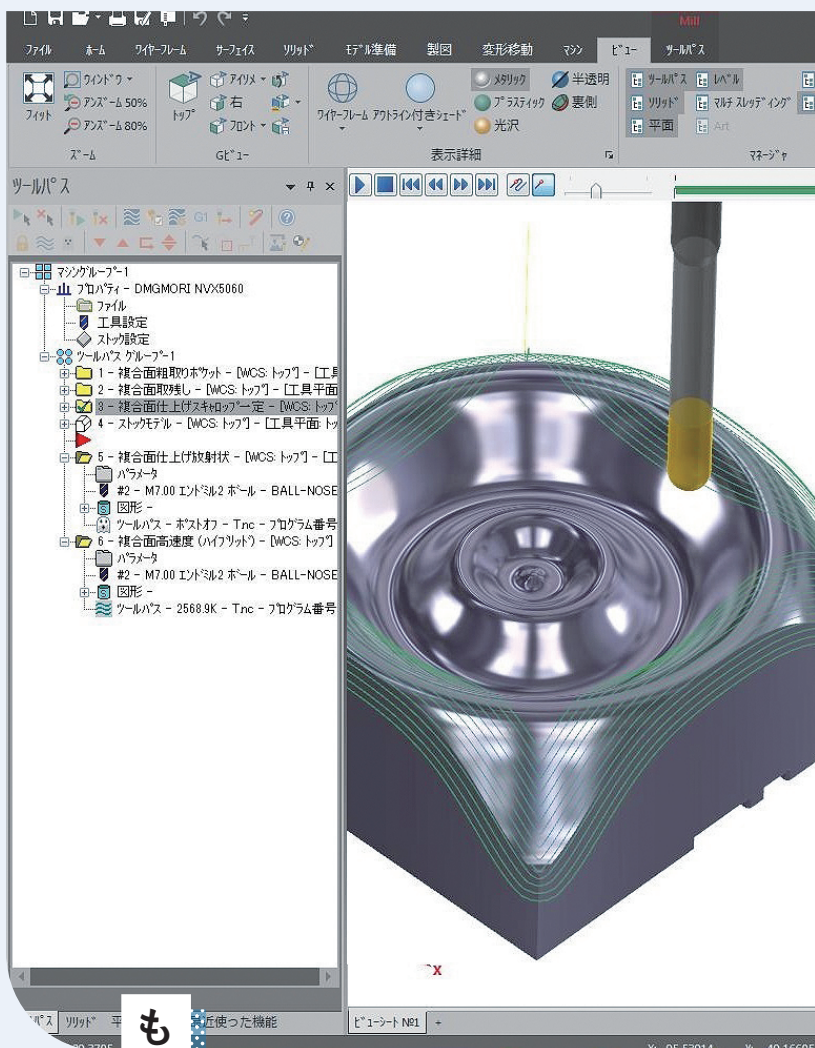 Mill
ファイル ホーム ワイヤーフレーム サーフェイス ソリッド モデル準備 製図 変形移動 マシン ビュー ツールパス
フィット
ウィンドウ
アンズーム 50%
アンズーム 80%
ズーム
トップ
アイソメ
右
フロント
Gビュー
ワイヤーフレーム アウトライン付きシェード
メタリック 半透明
プラスティック 裏側
光沢
表示詳細
ツールパス レベル
ソリッド マルチ スレッディング
平面 Art
マネージャ
ツールパス
G1
マシングループ-1
プロパティ - DMGMORI NVX5060
ファイル
工具設定
ストック設定
ツールパス グループ-1
1 - 複合面粗取りポケット - [WCS: トップ] - [工具
2 - 複合面取残し - [WCS: トップ] - [工具平面
3 - 複合面仕上げスキャロップ一定 - [WCS: トップ
4 - ストックモデル - [WCS: トップ] - [工具平面: トッ
5 - 複合面仕上げ放射状 - [WCS: トップ] - [工
パラメータ
#2 - M7.00 エンドミル2 ボール - BALL-NOSE
図形 -
ツールパス - ポストオフ - T.nc - プログラム番号
6 - 複合面高速度 (ハイブリッド) - [WCS: トップ]
パラメータ
#2 - M7.00 エンドミル2 ボール - BALL-NOSE
図形 -
ツールパス - 2568.9K - T.nc - プログラム番号
X
ソリッド 平 も 近使った機能
ビューシート №1 +